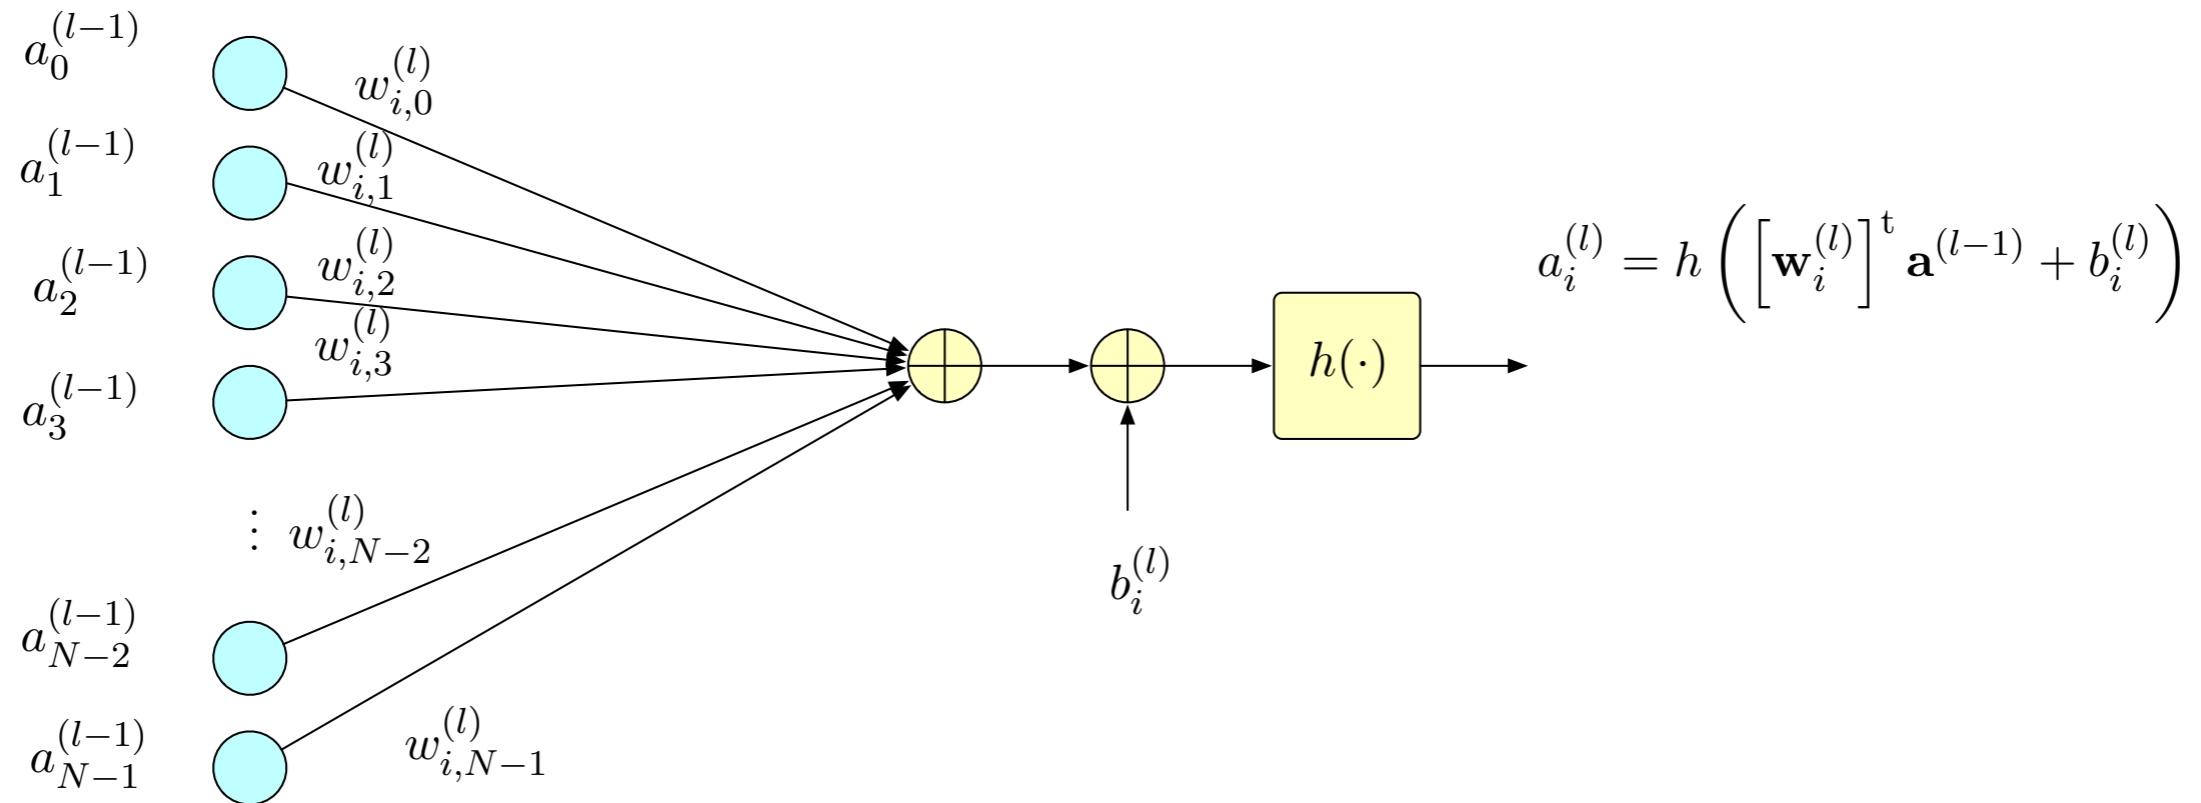 $a_0^{(l-1)}$
$w_{i,0}^{(l)}$
$a_1^{(l-1)}$
$w_{i,1}^{(l)}$
$a_2^{(l-1)}$
$w_{i,2}^{(l)}$
$w_{i,3}^{(l)}$
$a_3^{(l-1)}$
$h(\cdot)$
$a_i^{(l)} = h\left(\left[\mathbf{w}_i^{(l)}\right]^{\mathrm{t}} \mathbf{a}^{(l-1)} + b_i^{(l)}\right)$
$\vdots$
$w_{i,N-2}^{(l)}$
$b_i^{(l)}$
$a_{N-2}^{(l-1)}$
$a_{N-1}^{(l-1)}$
$w_{i,N-1}^{(l)}$